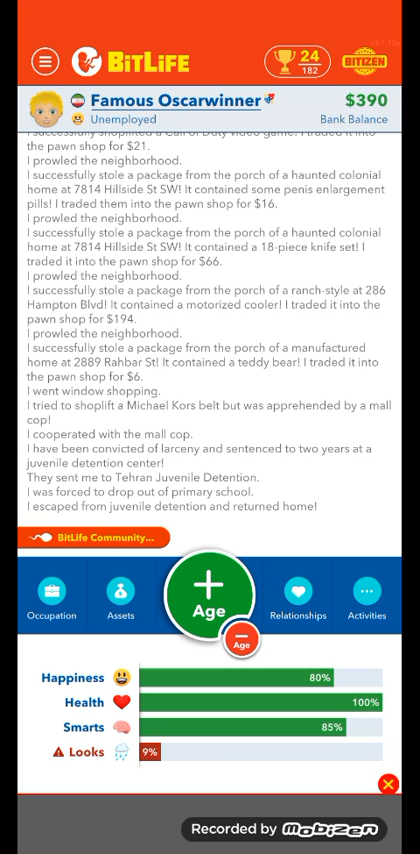 BitLife
24
182
BITIZEN
Famous Oscarwinner
$390
Unemployed
Bank Balance
I successfully shoplifted a Call of Duty video game! I traded it into
the pawn shop for $21.
I prowled the neighborhood.
I successfully stole a package from the porch of a haunted colonial
home at 7814 Hillside St SW! It contained some penis enlargement
pills! I traded them into the pawn shop for $16.
I prowled the neighborhood.
I successfully stole a package from the porch of a haunted colonial
home at 7814 Hillside St SW! It contained a 18-piece knife set! I
traded it into the pawn shop for $66.
I prowled the neighborhood.
I successfully stole a package from the porch of a ranch-style at 286
Hampton Blvd! It contained a motorized cooler! I traded it into the
pawn shop for $194.
I prowled the neighborhood.
I successfully stole a package from the porch of a manufactured
home at 2889 Rahbar St! It contained a teddy bear! I traded it into
the pawn shop for $6.
I went window shopping.
I tried to shoplift a Michael Kors belt but was apprehended by a mall
cop!
I cooperated with the mall cop.
I have been convicted of larceny and sentenced to two years at a
juvenile detention center!
They sent me to Tehran Juvenile Detention.
I was forced to drop out of primary school.
I escaped from juvenile detention and returned home!
BitLife Community...
Occupation
Assets
Age
Age
Relationships
Activities
Happiness
80%
Health
100%
Smarts
85%
Looks
9%
Recorded by mobizen